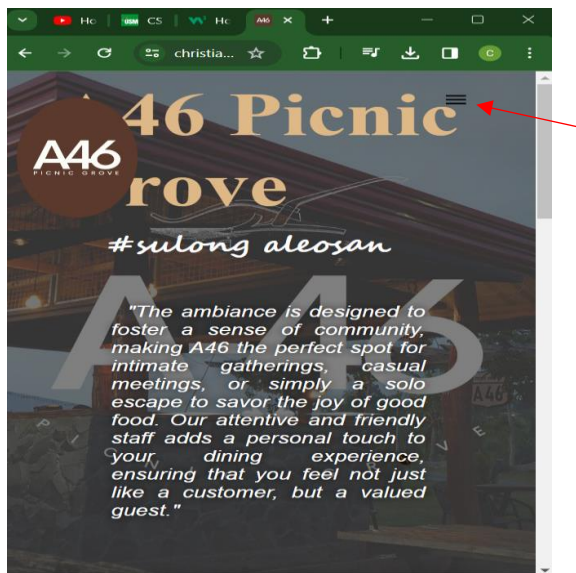 Ho
USM CS
Ho
A46
christia...
C
A46 Picnic
rove
A46
PICNIC GROVE
#sulong aleosan
A46
"The ambiance is designed to
foster a sense of community,
making A46 the perfect spot for
intimate gatherings, casual
meetings, or simply a solo
escape to savor the joy of good
food. Our attentive and friendly
staff adds a personal touch to
your dining experience,
ensuring that you feel not just
like a customer, but a valued
guest."
A46